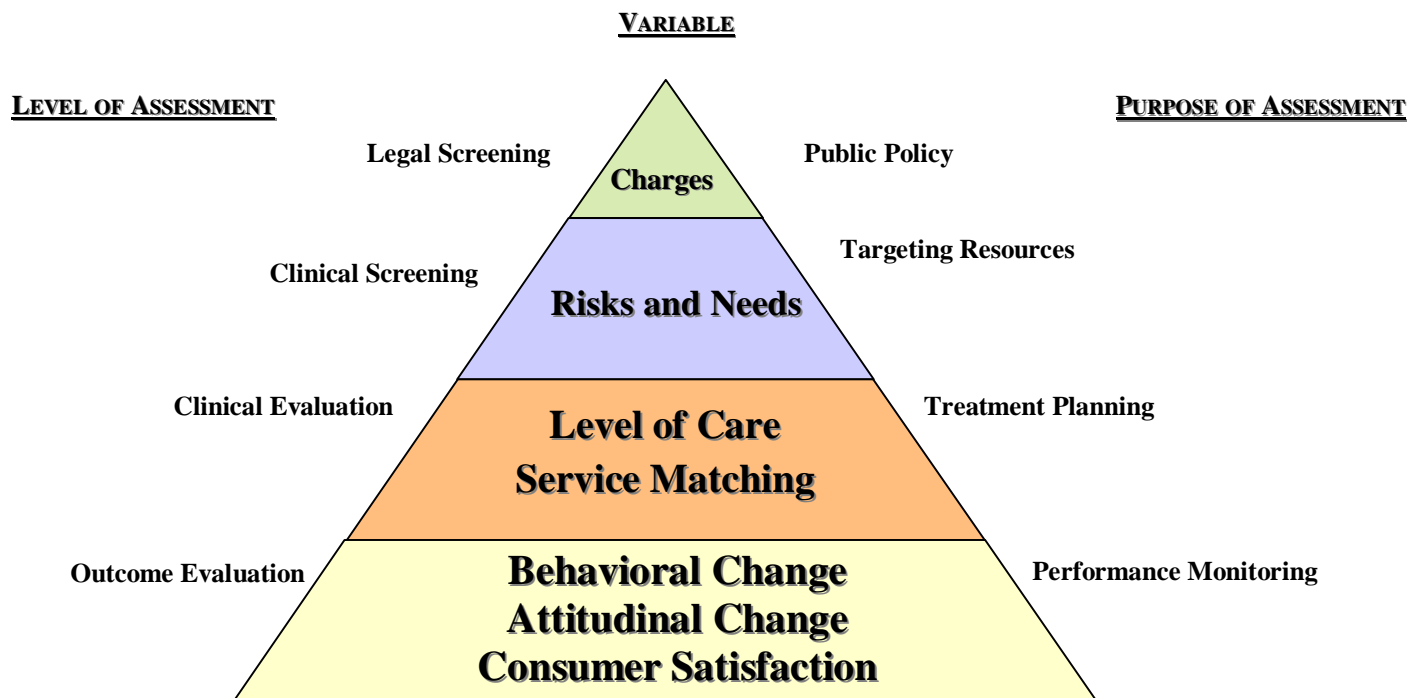 VARIABLE
LEVEL OF ASSESSMENT
PURPOSE OF ASSESSMENT
Legal Screening
Charges
Public Policy
Clinical Screening
Risks and Needs
Targeting Resources
Clinical Evaluation
Level of Care
Service Matching
Treatment Planning
Outcome Evaluation
Behavioral Change
Attitudinal Change
Consumer Satisfaction
Performance Monitoring